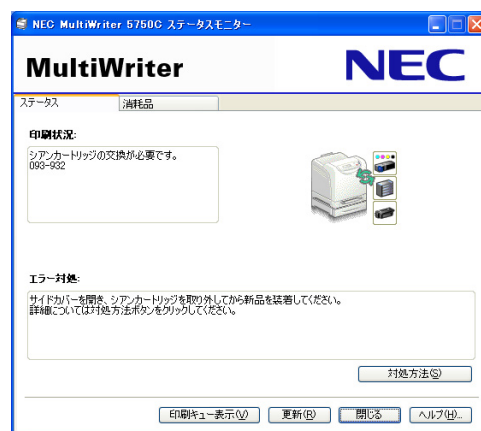 NEC MultiWriter 5750C ステータスモニター
MultiWriter NEC
ステータス 消耗品
印刷状況:
シアンカートリッジの交換が必要です。
093-932
エラー対処:
サイドカバーを開き、シアンカートリッジを取り外してから新品を装着してください。
詳細については対処方法ボタンをクリックしてください。
対処方法(S)
印刷キュー表示(V) 更新(R) 閉じる ヘルプ(H)...